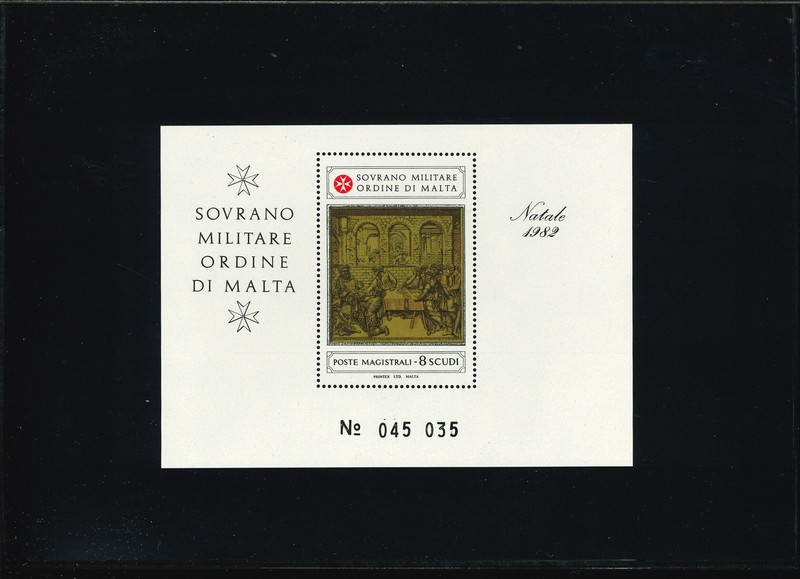 SOVRANO
MILITARE
ORDINE
DI MALTA
SOVRANO MILITARE
ORDINE DI MALTA
POSTE MAGISTRALI - 8 SCUDI
PRINTEX LTD. MALTA
Natale
1982
№ 045 035